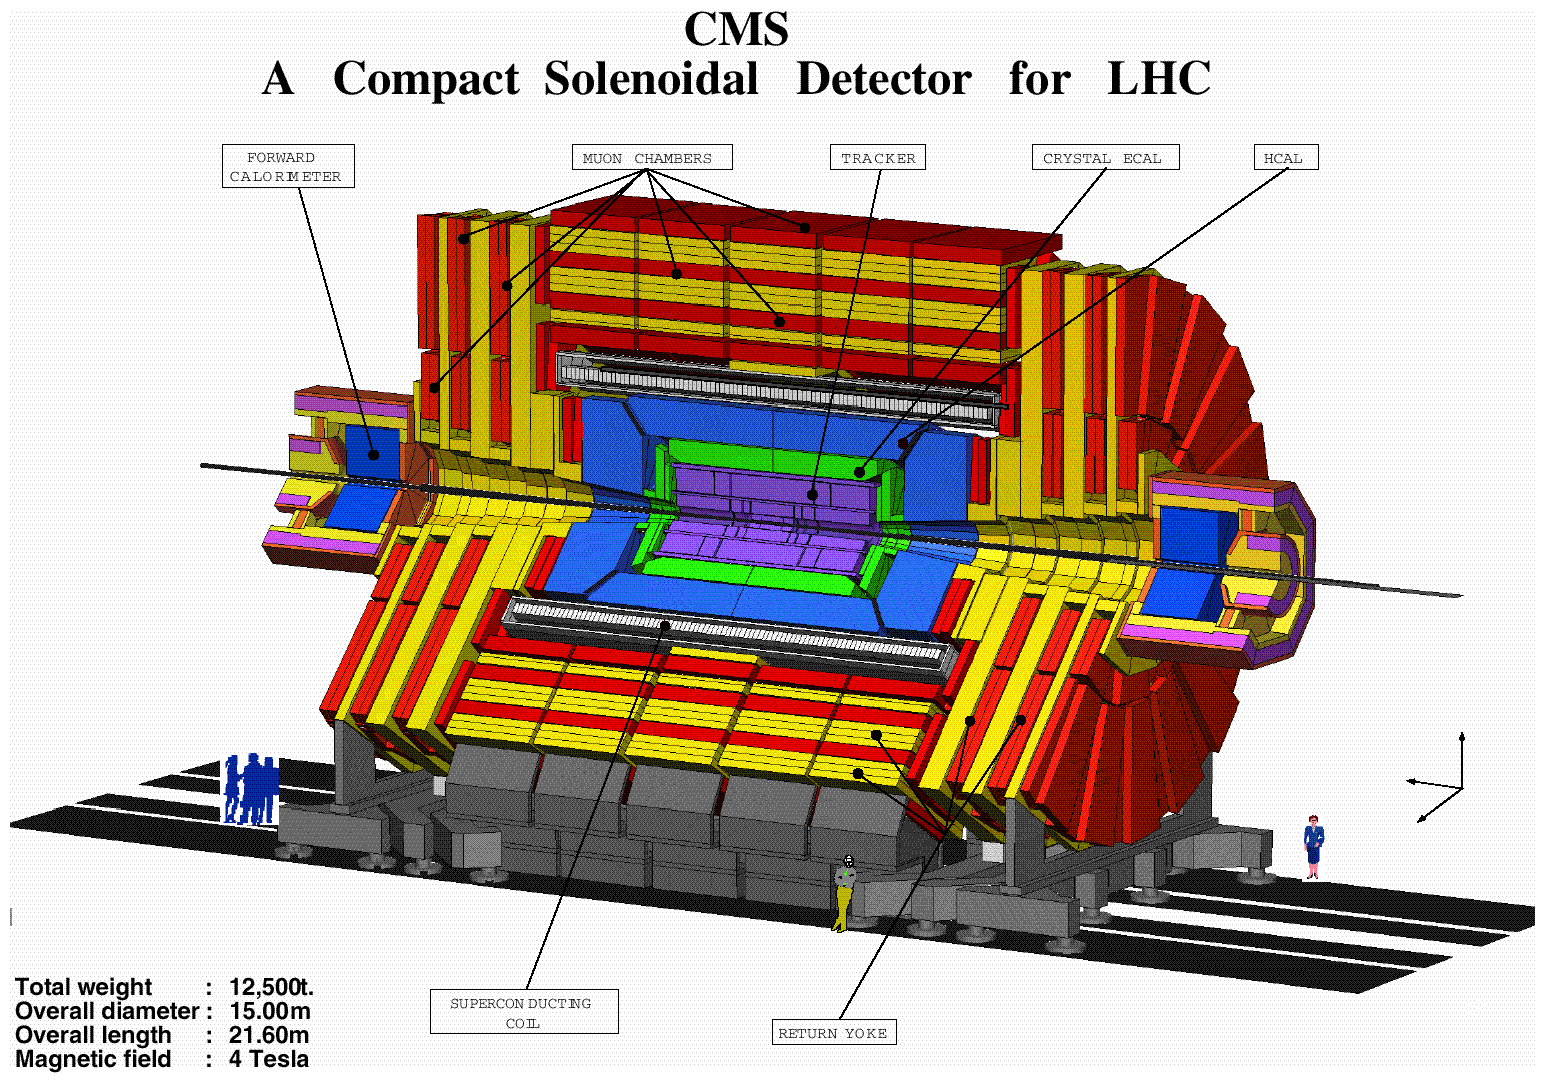 CMS
A Compact Solenoidal Detector for LHC
FORWARD
CALORIMETER
MUON CHAMBERS
TRACKER
CRYSTAL ECAL
HCAL
SUPERCONDUCTING
COIL
RETURN YOKE
Total weight : 12,500t.
Overall diameter : 15.00m
Overall length : 21.60m
Magnetic field : 4 Tesla